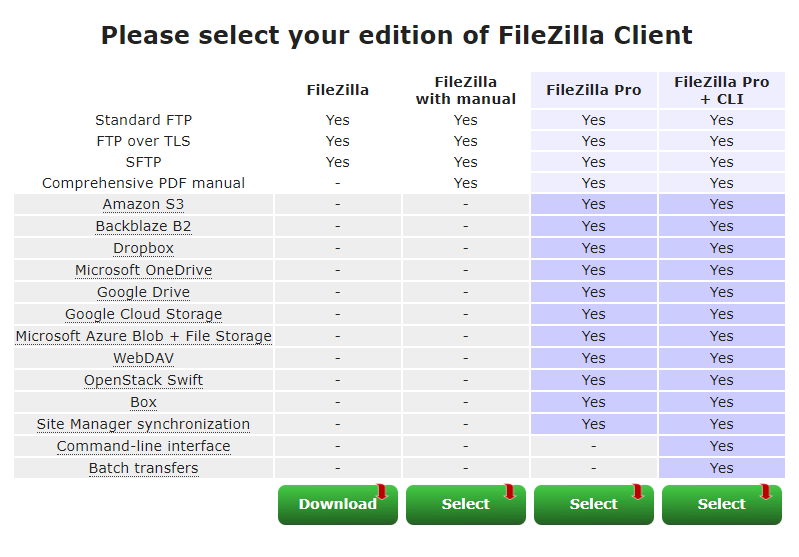 Please select your edition of FileZilla Client
FileZilla FileZilla with manual FileZilla Pro FileZilla Pro + CLI
Standard FTP Yes Yes Yes Yes
FTP over TLS Yes Yes Yes Yes
SFTP Yes Yes Yes Yes
Comprehensive PDF manual - Yes Yes Yes
Amazon S3 - - Yes Yes
Backblaze B2 - - Yes Yes
Dropbox - - Yes Yes
Microsoft OneDrive - - Yes Yes
Google Drive - - Yes Yes
Google Cloud Storage - - Yes Yes
Microsoft Azure Blob + File Storage - - Yes Yes
WebDAV - - Yes Yes
OpenStack Swift - - Yes Yes
Box - - Yes Yes
Site Manager synchronization - - Yes Yes
Command-line interface - - - Yes
Batch transfers - - - Yes
Download Select Select Select